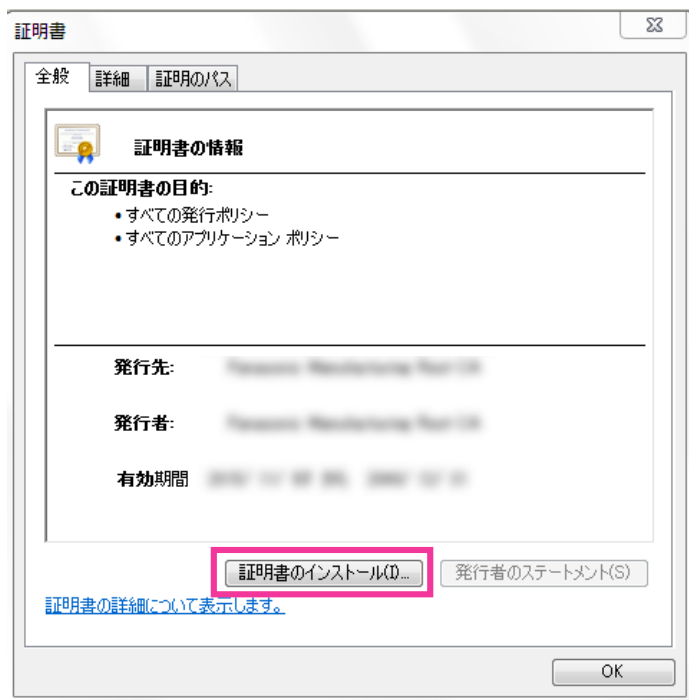 証明書
全般 詳細 証明のパス
証明書の情報
この証明書の目的:
• すべての発行ポリシー
• すべてのアプリケーション ポリシー
発行先:
発行者:
有効期間
証明書のインストール(I)... 発行者のステートメント(S)
証明書の詳細について表示します。
OK